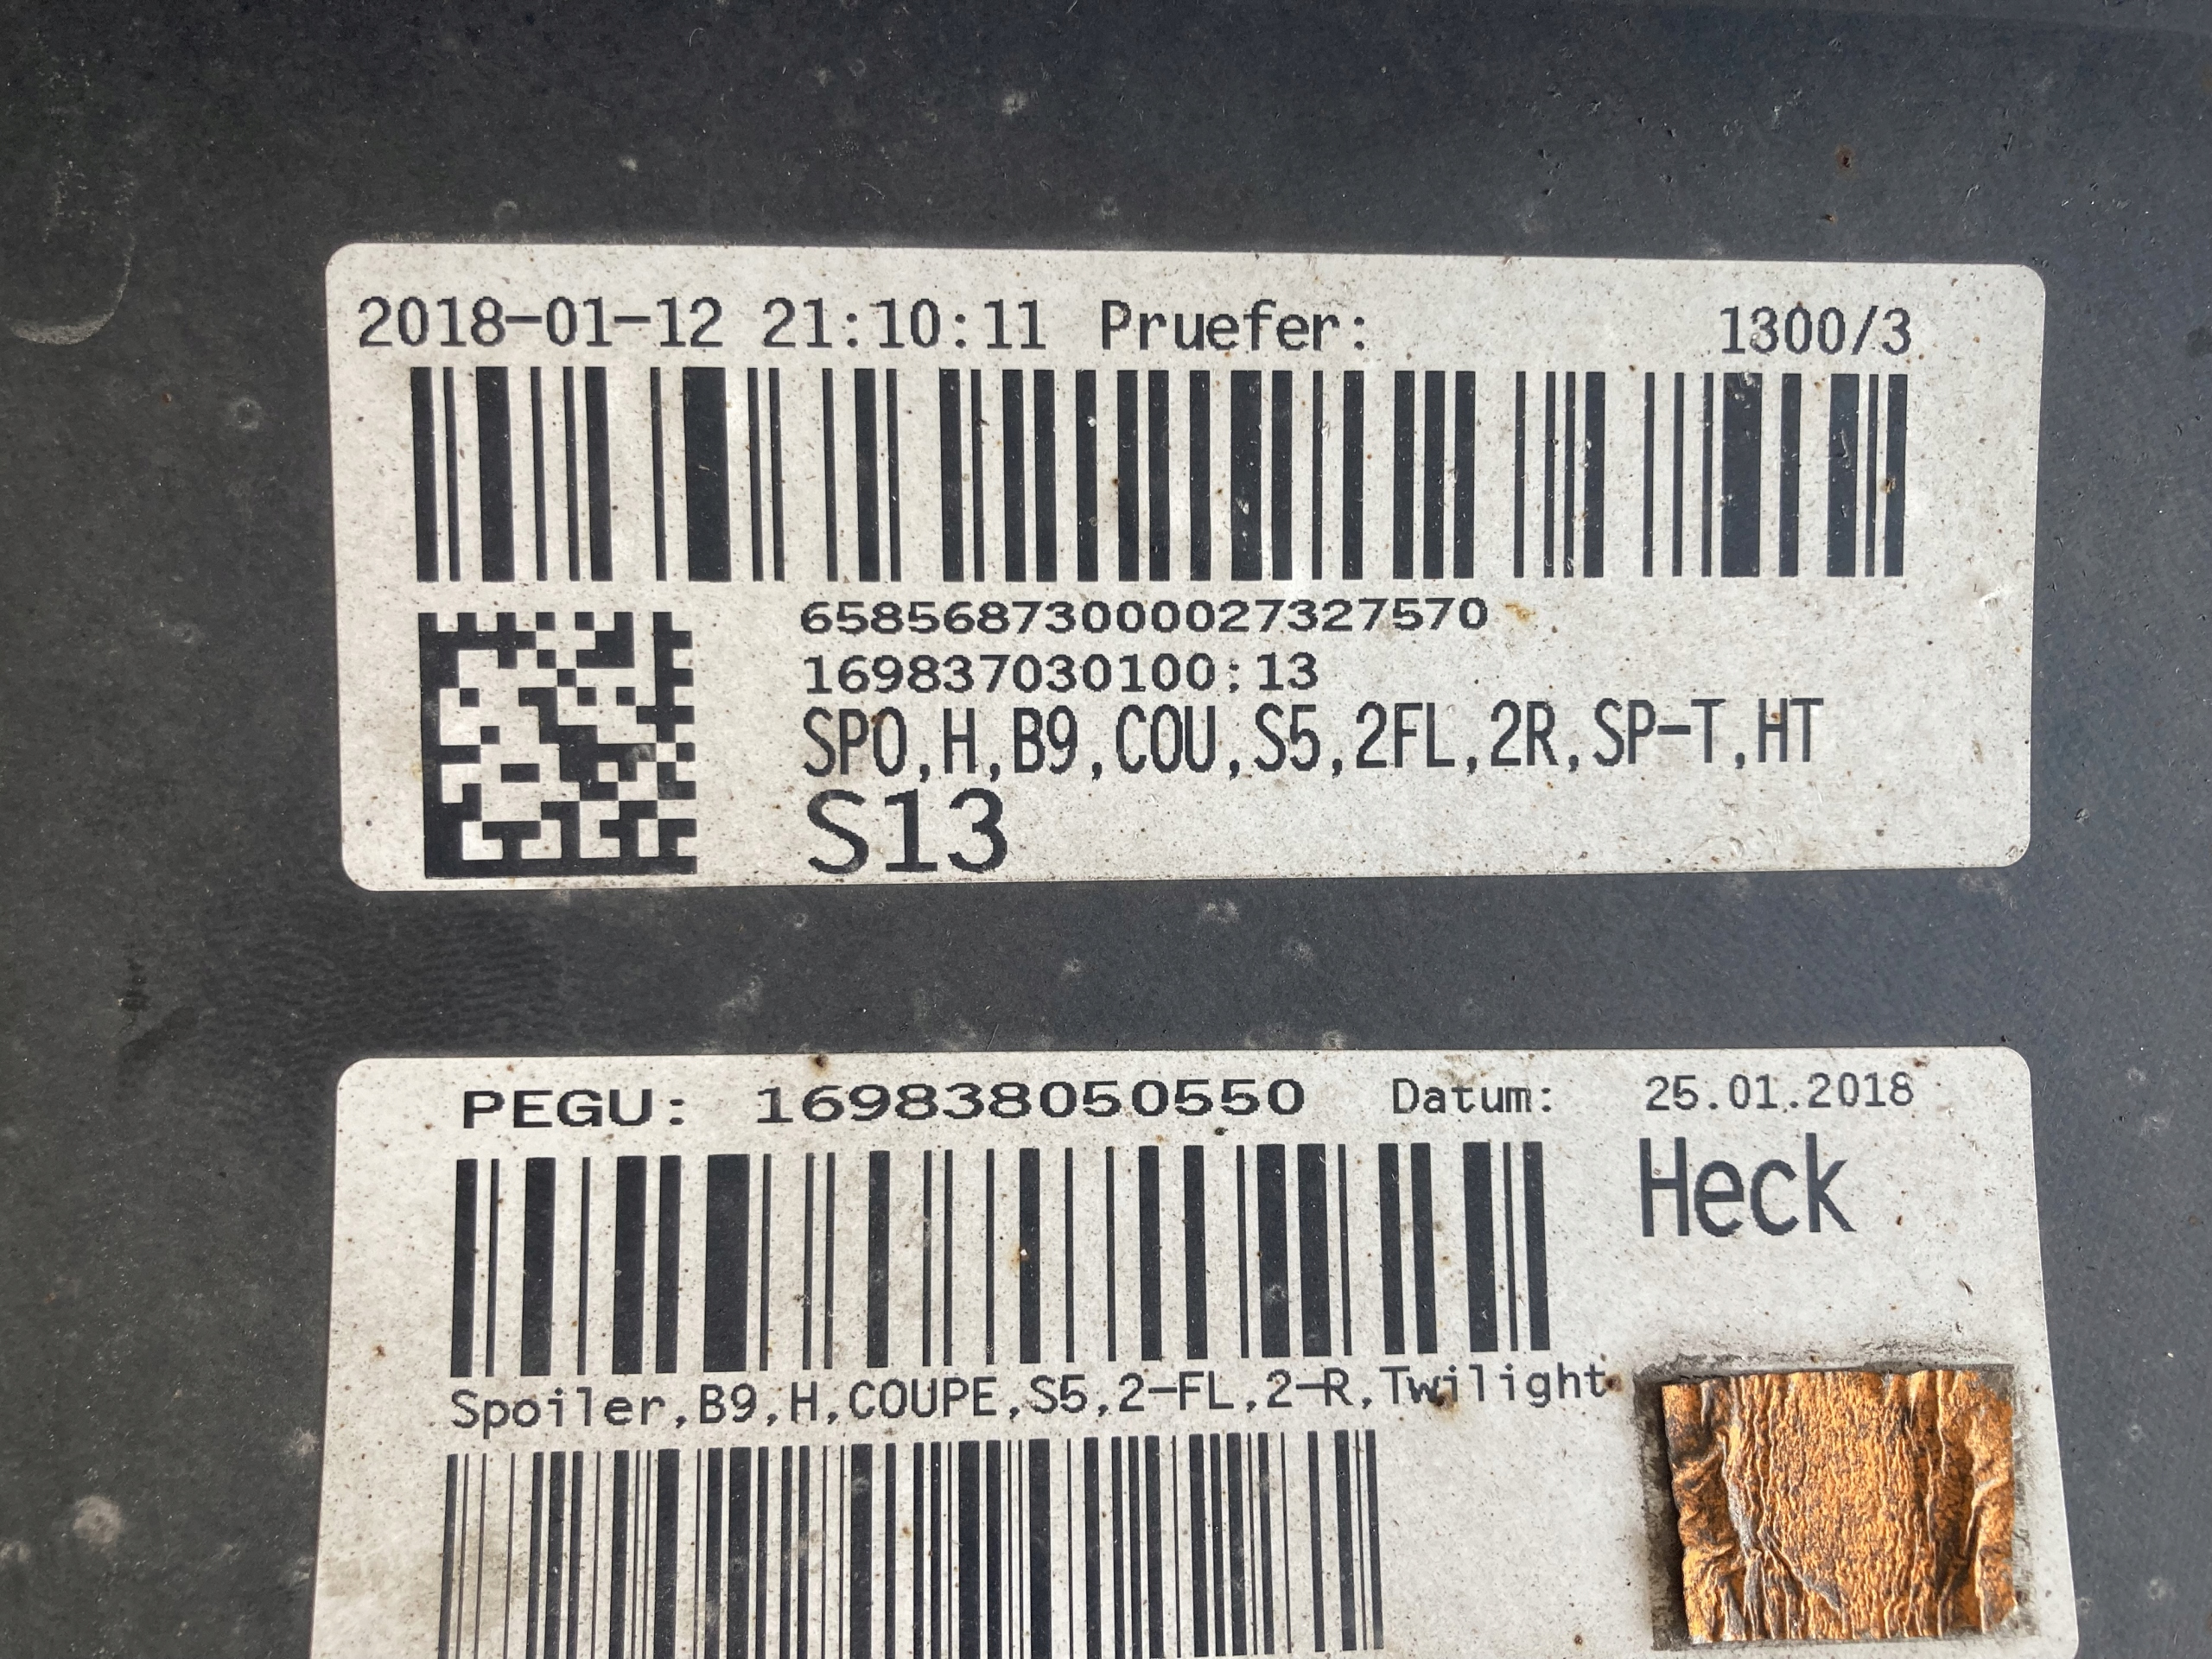 2018-01-12 21:10:11 Pruefer: 1300/3
658568730000027327570
169837030100:13
SPO,H,B9,COU,S5,2FL,2R,SP-T,HT
S13
PEGU: 169838050550 Datum: 25.01.2018
Heck
Spoiler,B9,H,COUPE,S5,2-FL,2-R,Twilight